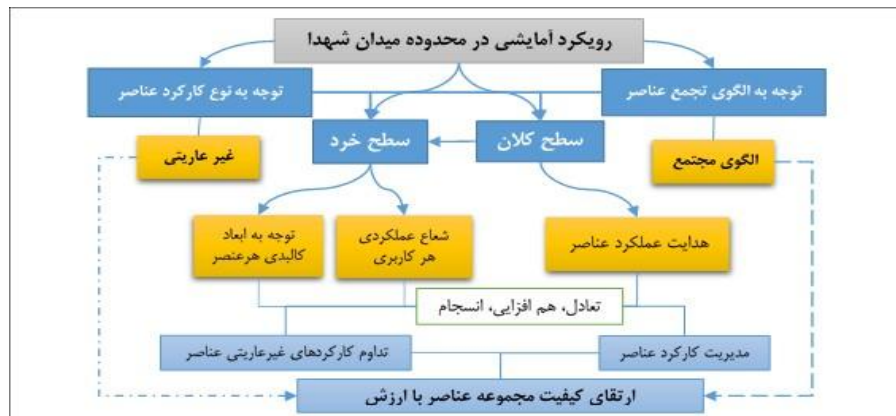 رویکرد آمایشی در محدوده میدان شهدا
توجه به الگوی تجمع عناصر
توجه به نوع کارکرد عناصر
سطح کلان
سطح خرد
الگوی مجتمع
غیر عاریتی
هدایت عملکرد عناصر
شعاع عملکردی
هر کاربری
توجه به ابعاد
کالبدی هرعنصر
تعادل، هم افزایی، انسجام
مدیریت کارکرد عناصر
تداوم کارکردهای غیرعاریتی عناصر
ارتقای کیفیت مجموعه عناصر با ارزش